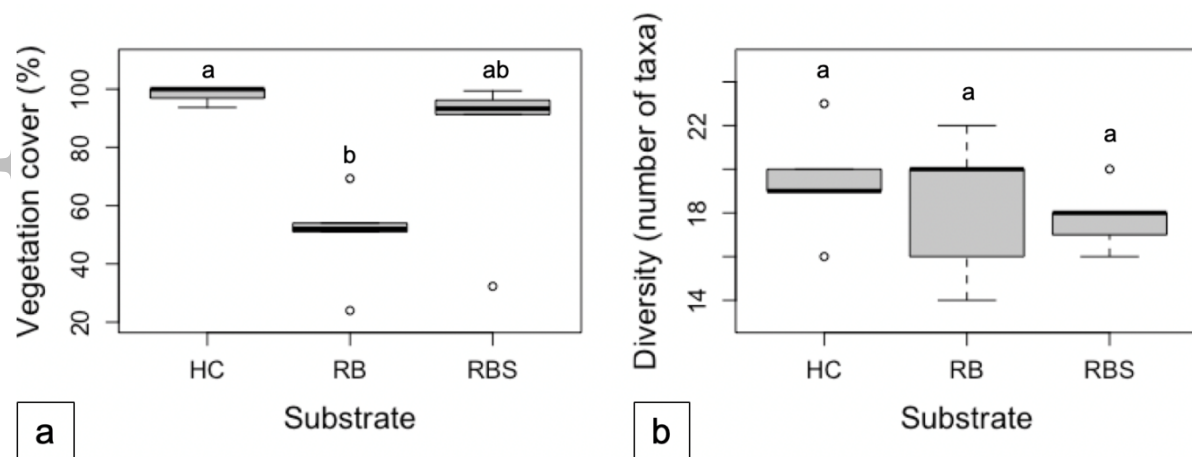 Vegetation cover (%)
100
80
60
40
20
a
b
ab
HC
RB
RBS
Substrate
a
Diversity (number of taxa)
22
18
14
a
a
a
HC
RB
RBS
Substrate
b